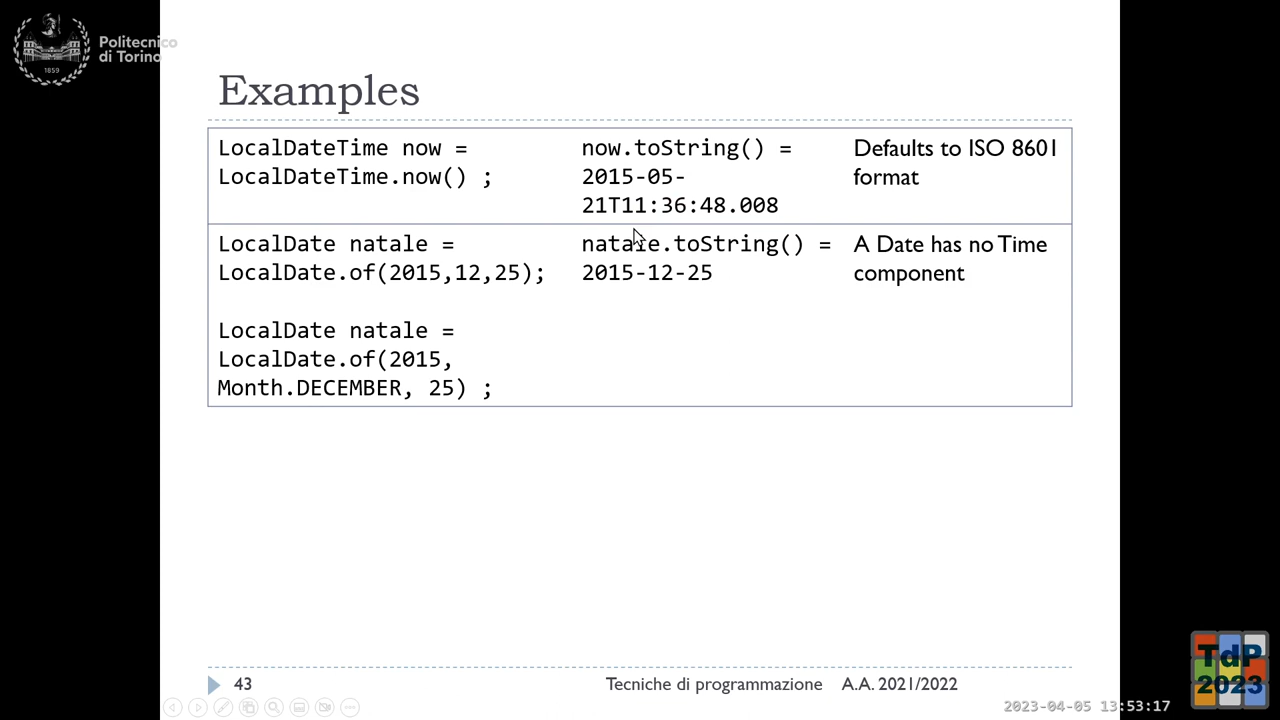 Politecnico
di Torino
1859
Examples
LocalDateTime now =
LocalDateTime.now() ;
now.toString() =
2015-05-
21T11:36:48.008
Defaults to ISO 8601
format
LocalDate natale =
LocalDate.of(2015,12,25);
LocalDate natale =
LocalDate.of(2015,
Month.DECEMBER, 25) ;
natale.toString() =
2015-12-25
A Date has no Time
component
43
Tecniche di programmazione A.A. 2021/2022
TdP
2023
2023-04-05 13:53:17